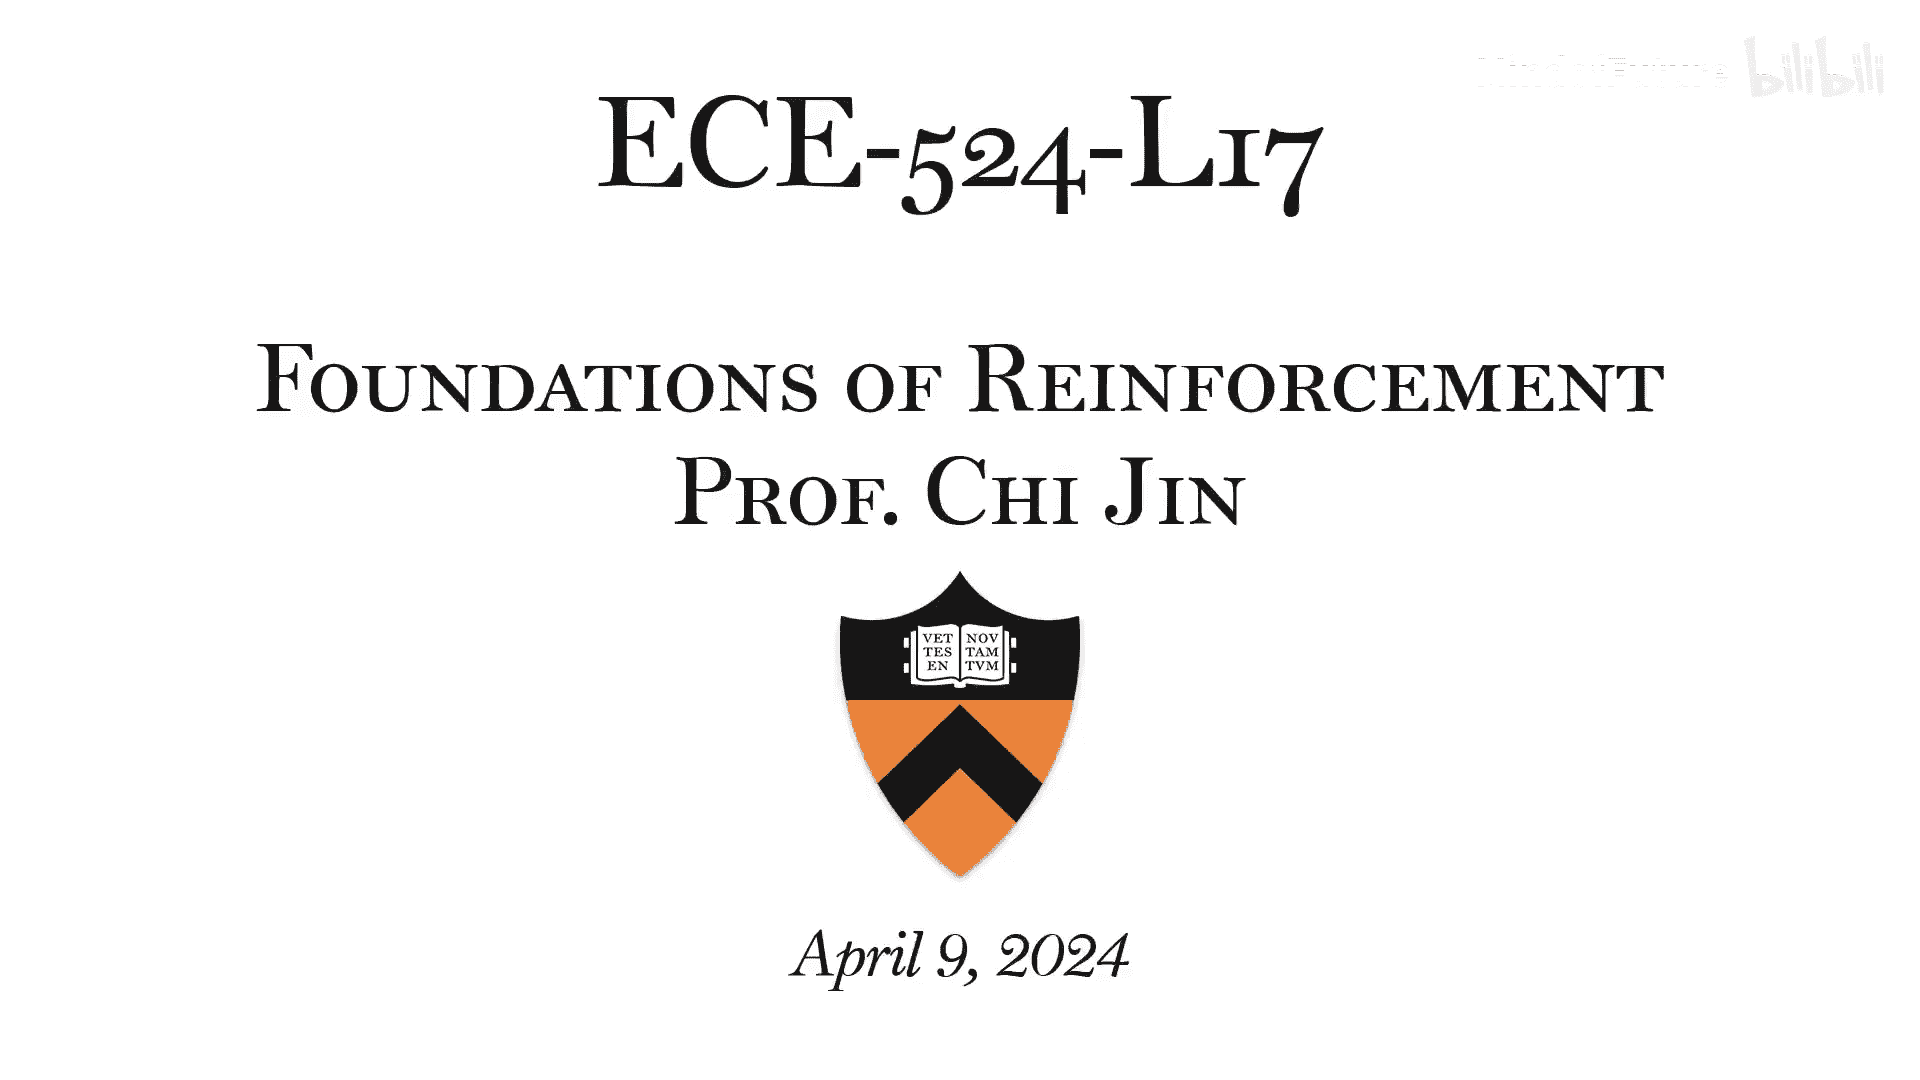 bilibili
ECE-524-L17
FOUNDATIONS OF REINFORCEMENT
PROF. CHI JIN
VET NOV
TES TAM
EN TVM
April 9, 2024